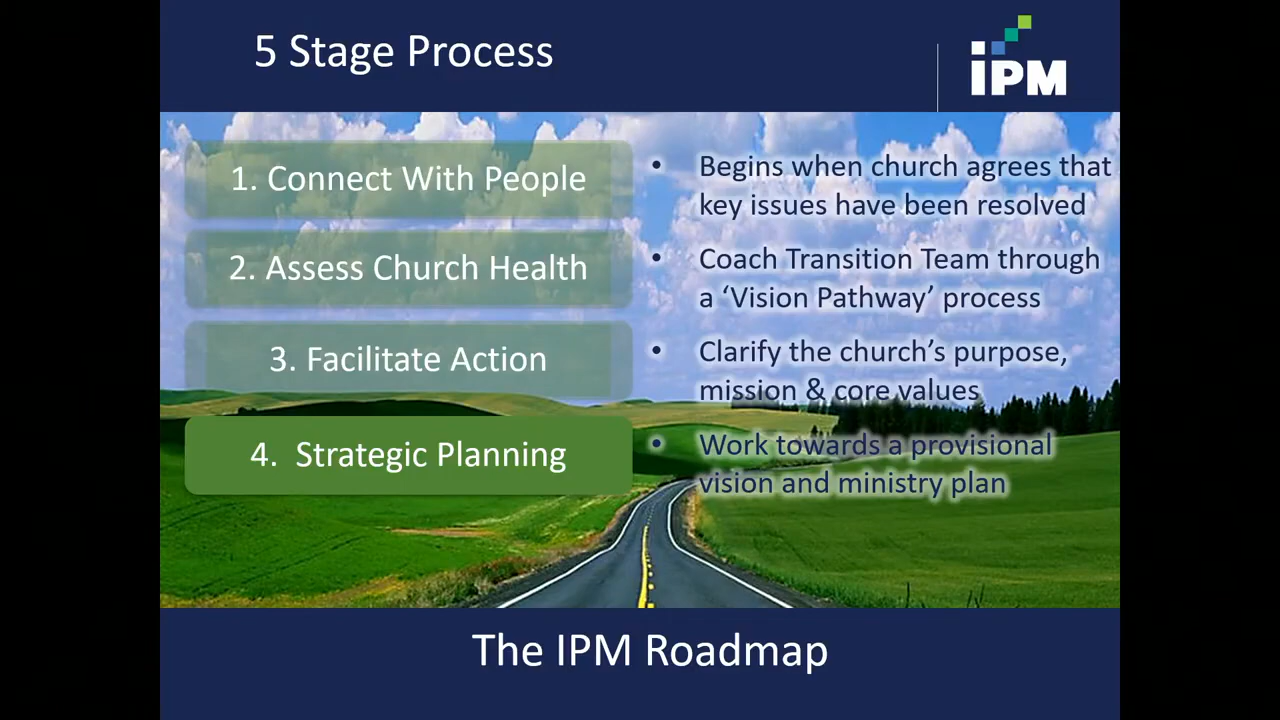 5 Stage Process
iPM
1. Connect With People
2. Assess Church Health
3. Facilitate Action
4. Strategic Planning
• Begins when church agrees that
key issues have been resolved
• Coach Transition Team through
a ‘Vision Pathway’ process
• Clarify the church’s purpose,
mission & core values
• Work towards a provisional
vision and ministry plan
The IPM Roadmap